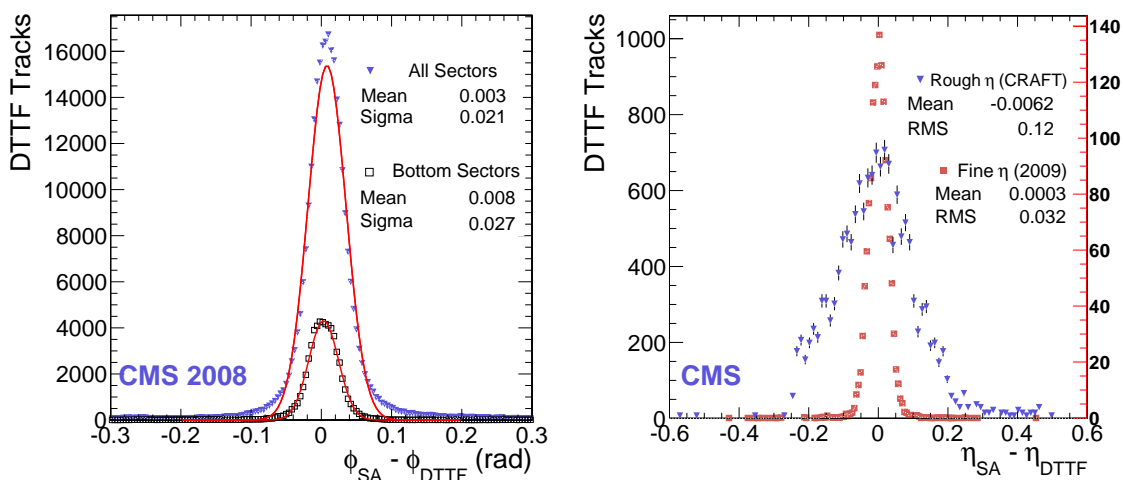 DTTF Tracks
16000
14000
12000
10000
8000
6000
4000
2000
0
All Sectors
Mean 0.003
Sigma 0.021
Bottom Sectors
Mean 0.008
Sigma 0.027
CMS 2008
-0.3 -0.2 -0.1 0 0.1 0.2 0.3
ϕSA - ϕDTTF (rad)
DTTF Tracks
1000
800
600
400
200
0
Rough η (CRAFT)
Mean -0.0062
RMS 0.12
Fine η (2009)
Mean 0.0003
RMS 0.032
CMS
140
120
100
80
60
40
20
0
-0.6 -0.4 -0.2 0 0.2 0.4 0.6
ηSA - ηDTTF